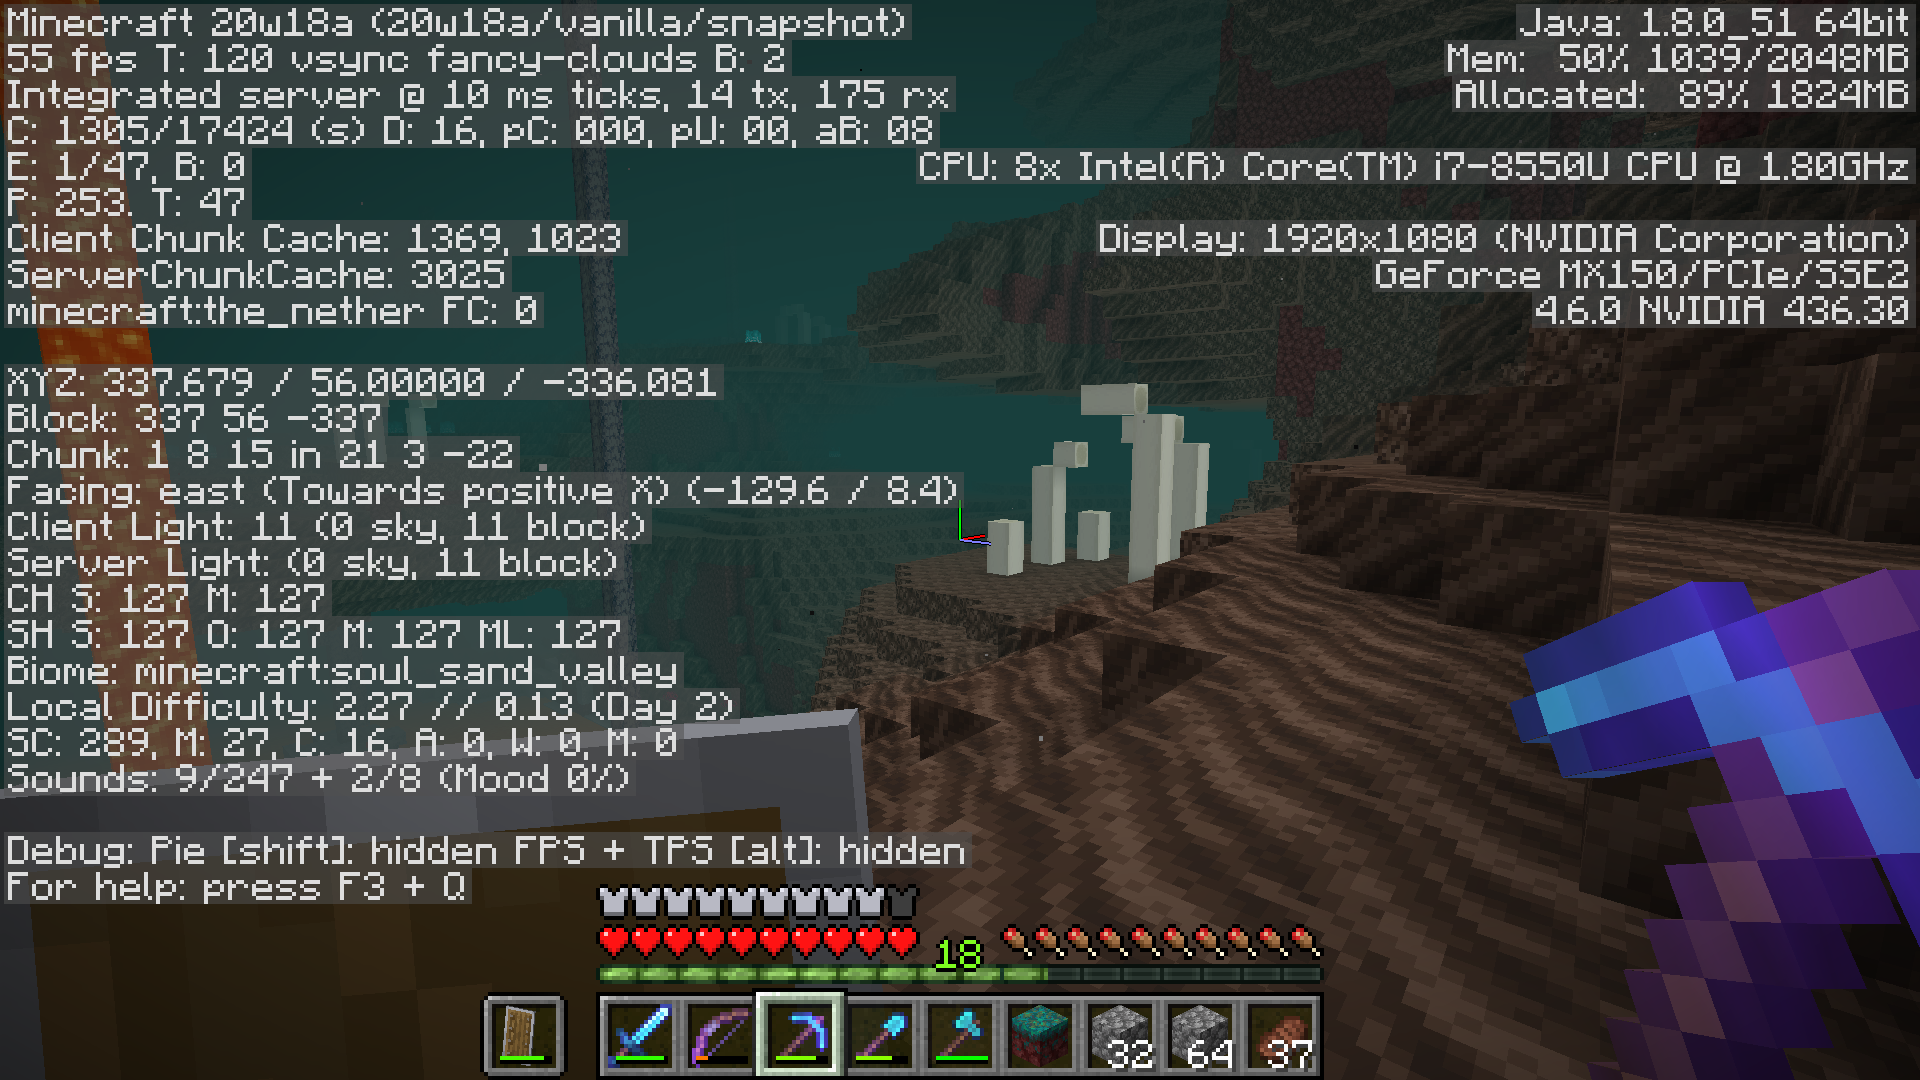 Minecraft 20w18a (20w18a/vanilla/snapshot)
55 fps T: 120 vsync fancy-clouds B: 2
Integrated server @ 10 ms ticks, 14 tx, 175 rx
C: 1305/17424 (s) D: 16, pC: 000, pU: 00, aB: 08
E: 1/47, B: 0
P: 253. T: 47
Client Chunk Cache: 1369, 1023
ServerChunkCache: 3025
minecraft:the_nether FC: 0
XYZ: 337.679 / 56.00000 / -336.081
Block: 337 56 -337
Chunk: 1 8 15 in 21 3 -22
Facing: east (Towards positive X) (-129.6 / 8.4)
Client Light: 11 (0 sky, 11 block)
Server Light: (0 sky, 11 block)
CH S: 127 M: 127
SH S: 127 O: 127 M: 127 ML: 127
Biome: minecraft:soul_sand_valley
Local Difficulty: 2.27 // 0.13 (Day 2)
SC: 289, M: 27, C: 16, A: 0, W: 0, M: 0
Sounds: 9/247 + 2/8 (Mood 0%)
Debug: Pie [shift]: hidden FPS + TPS [alt]: hidden
For help: press F3 + Q
Java: 1.8.0_51 64bit
Mem: 50% 1039/2048MB
Allocated: 89% 1824MB
CPU: 8x Intel(R) Core(TM) i7-8550U CPU @ 1.80GHz
Display: 1920x1080 (NVIDIA Corporation)
GeForce MX150/PCIe/SSE2
4.6.0 NVIDIA 436.30
18
32 64 37